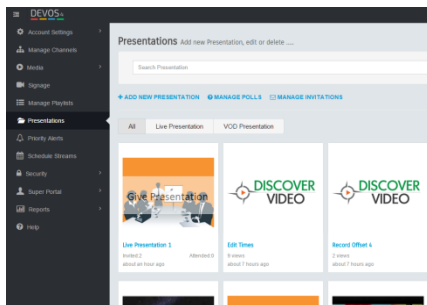 DEVOS
Account Settings
Manage Channels
Media
Signage
Manage Playlists
Presentations
Priority Alerts
Schedule Streams
Security
Super Portal
Reports
Help
Presentations Add new Presentation, edit or delete .....
Search Presentation
+ ADD NEW PRESENTATION MANAGE POLLS MANAGE INVITATIONS
All Live Presentation VOD Presentation
Give Presentation
DISCOVER VIDEO
DISCOVER VIDEO
Live Presentation 1
Invited 2 Attended 0
about an hour ago
Edit Times
6 views
about 7 hours ago
Record Offset 4
2 views
about 7 hours ago